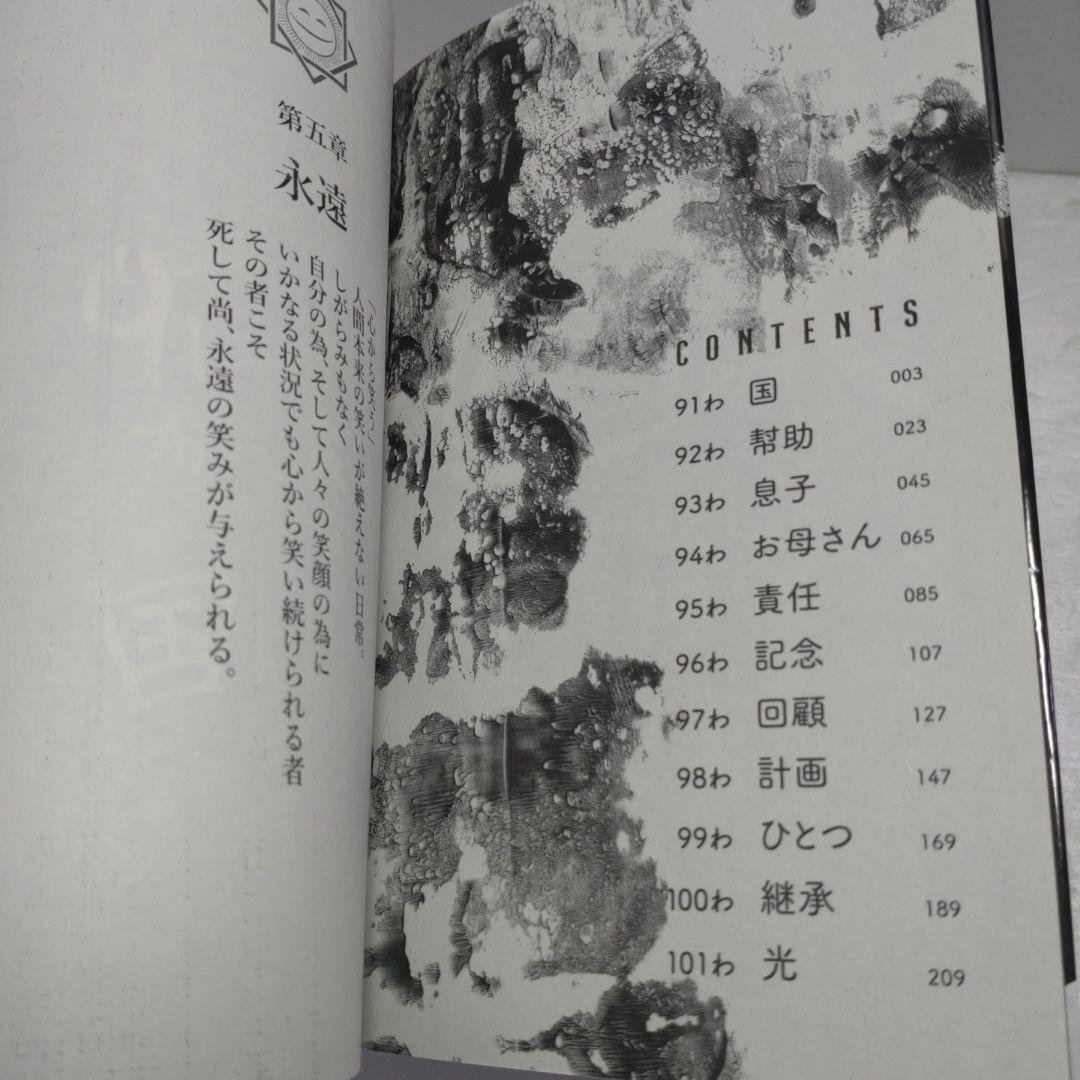 第五章
永遠
〈心から笑う〉
人間本来の笑いが絶えない日常。
しがらみもなく
自分の為、そして人々の笑顔の為に
いかなる状況でも心から笑い続けられる者
その者こそ
死して尚、永遠の笑みが与えられる。
CONTENTS
91わ 国 003
92わ 幇助 023
93わ 息子 045
94わ お母さん 065
95わ 責任 085
96わ 記念 107
97わ 回顧 127
98わ 計画 147
99わ ひとつ 169
100わ 継承 189
101わ 光 209